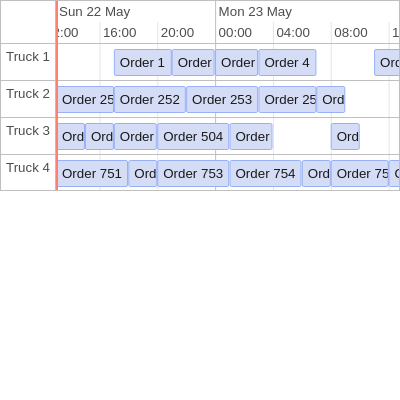 Sun 22 May Mon 23 May
:00 16:00 20:00 00:00 04:00 08:00 1
Truck 1 Order 1 Order Order Order 4 Ord
Truck 2 Order 25 Order 252 Order 253 Order 25 Ord
Truck 3 Ord Ord Order Order 504 Order Ord
Truck 4 Order 751 Ord Order 753 Order 754 Ord Order 75